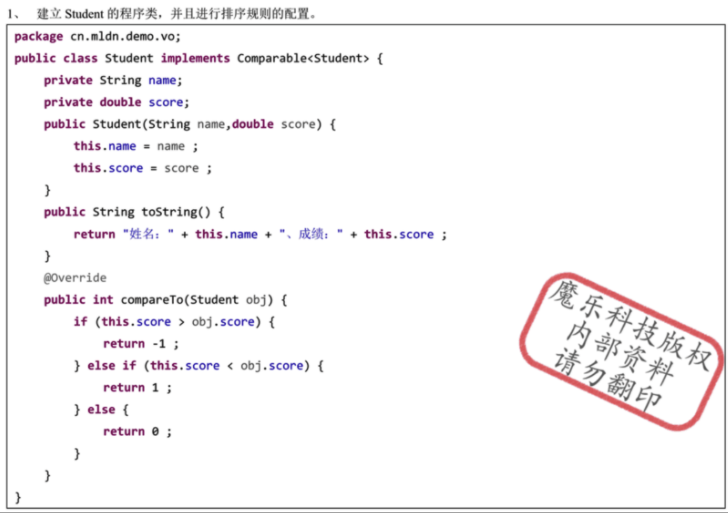 1、 建立 Student 的程序类，并且进行排序规则的配置。
package cn.mldn.demo.vo;
public class Student implements Comparable<Student> {
    private String name;
    private double score;
    public Student(String name,double score) {
        this.name = name ;
        this.score = score ;
    }
    public String toString() {
        return "姓名：" + this.name + "、成绩：" + this.score ;
    }
    @Override
    public int compareTo(Student obj) {
        if (this.score > obj.score) {
            return -1 ;
        } else if (this.score < obj.score) {
            return 1 ;
        } else {
            return 0 ;
        }
    }
}
魔乐科技版权
内部资料
请勿翻印